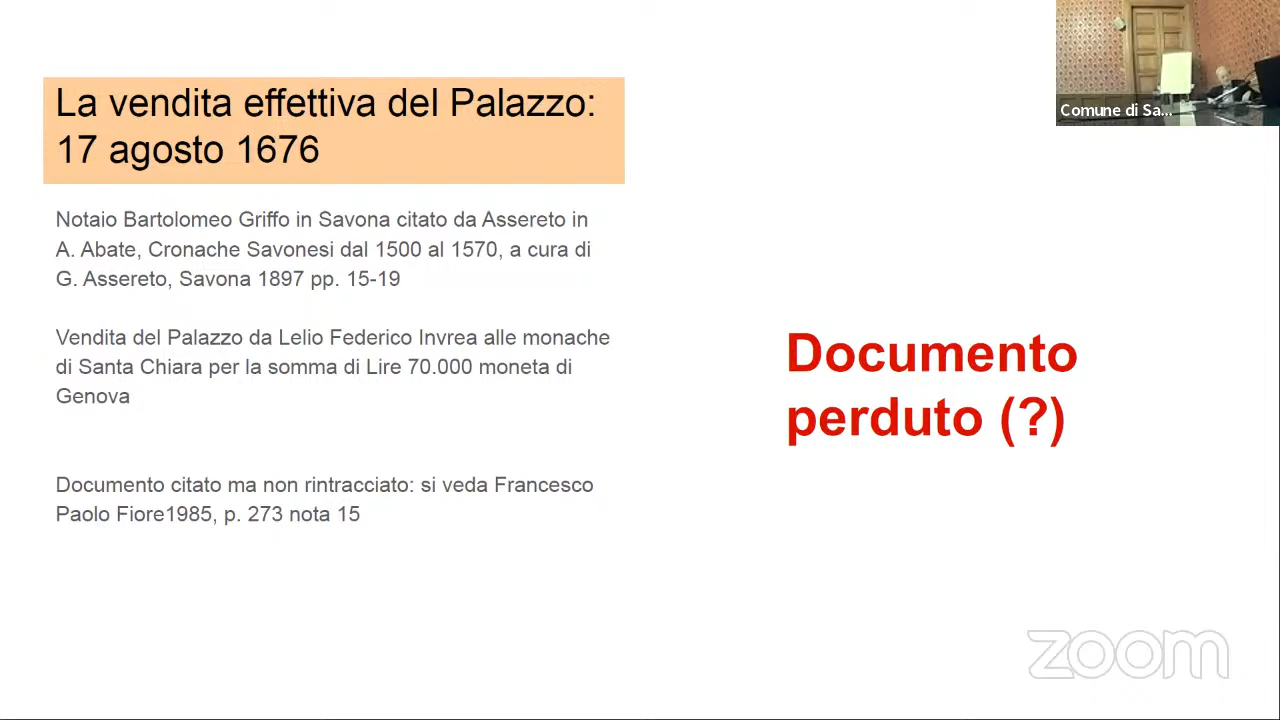 La vendita effettiva del Palazzo:
17 agosto 1676
Comune di Sa...
Notaio Bartolomeo Griffo in Savona citato da Assereto in
A. Abate, Cronache Savonesi dal 1500 al 1570, a cura di
G. Assereto, Savona 1897 pp. 15-19
Vendita del Palazzo da Lelio Federico Invrea alle monache
di Santa Chiara per la somma di Lire 70.000 moneta di
Genova
Documento citato ma non rintracciato: si veda Francesco
Paolo Fiore1985, p. 273 nota 15
Documento
perduto (?)
zoom